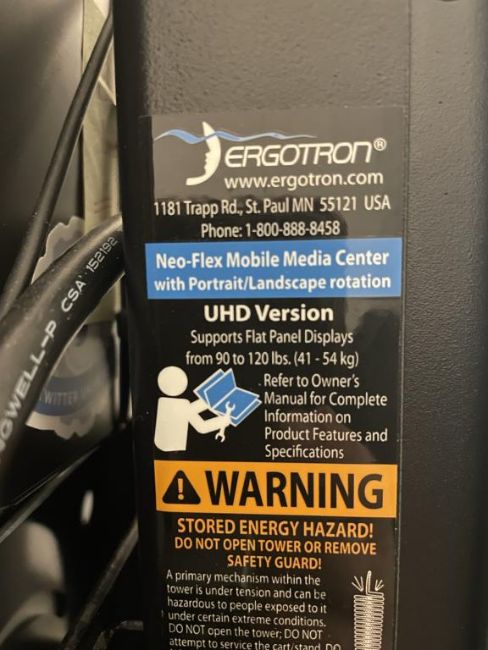 ERGOTRON®
www.ergotron.com
1181 Trapp Rd., St. Paul MN 55121 USA
Phone: 1-800-888-8458
Neo-Flex Mobile Media Center
with Portrait/Landscape rotation
UHD Version
Supports Flat Panel Displays
from 90 to 120 lbs. (41 - 54 kg)
Refer to Owner's
Manual for Complete
Information on
Product Features and
Specifications
WARNING
STORED ENERGY HAZARD!
DO NOT OPEN TOWER OR REMOVE
SAFETY GUARD!
A primary mechanism within the
tower is under tension and can be
hazardous to people exposed to it
under certain extreme conditions.
DO NOT open the tower; DO NOT
attempt to service the cart/stand. DO
NGWELL-P CSA 152192
TWITTER